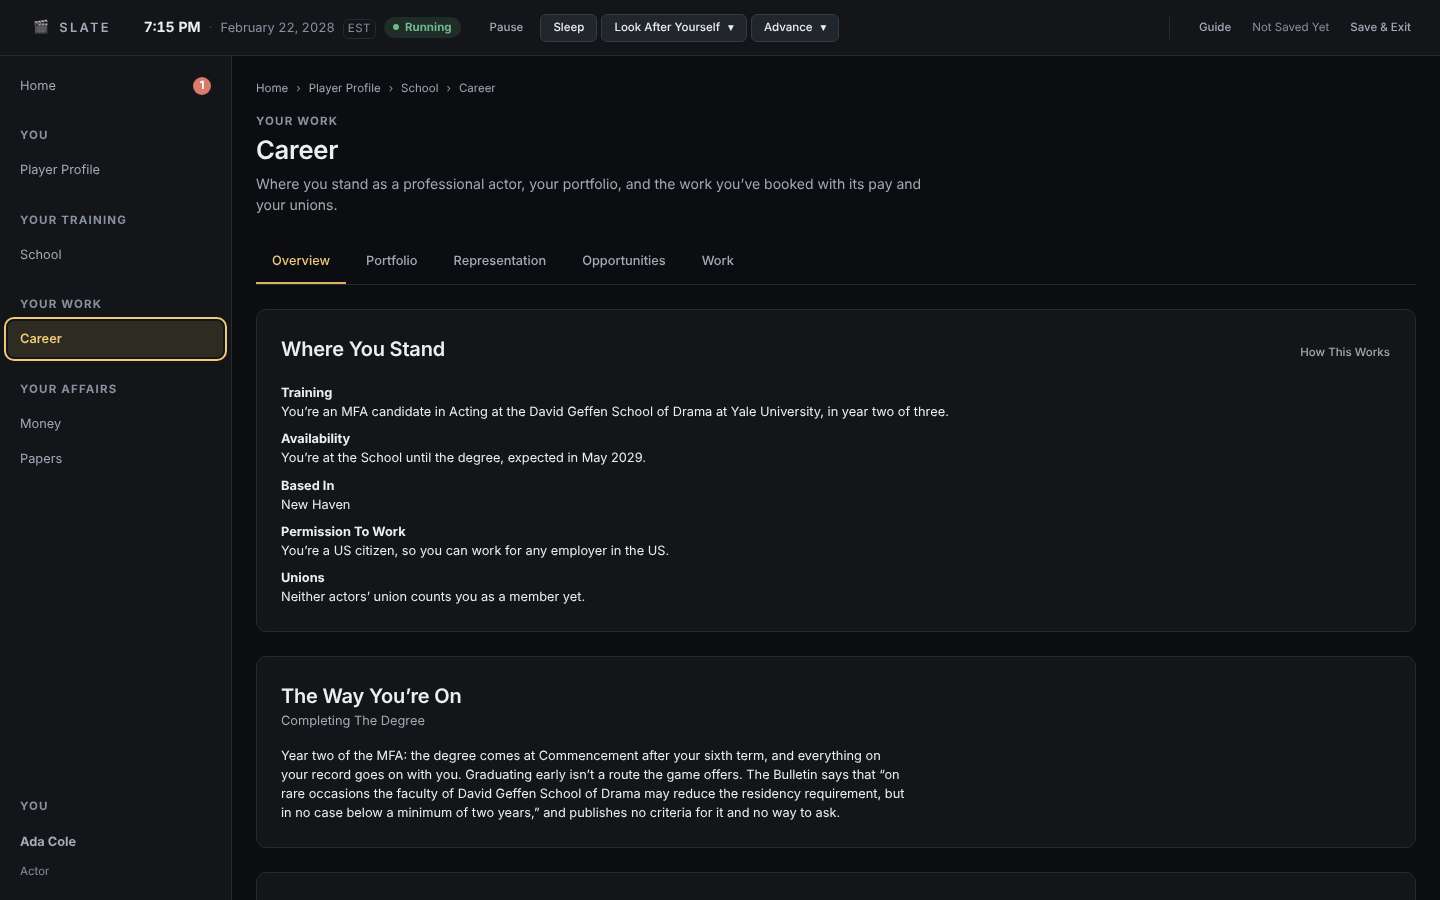 SLATE
7:15 PM · February 22, 2028 EST Running
Pause
Sleep
Look After Yourself ▾
Advance ▾
Guide
Not Saved Yet
Save & Exit
Home 1
YOU
Player Profile
YOUR TRAINING
School
YOUR WORK
Career
YOUR AFFAIRS
Money
Papers
YOU
Ada Cole
Actor
Home › Player Profile › School › Career
YOUR WORK
Career
Where you stand as a professional actor, your portfolio, and the work you’ve booked with its pay and
your unions.
Overview
Portfolio
Representation
Opportunities
Work
Where You Stand
How This Works
Training
You’re an MFA candidate in Acting at the David Geffen School of Drama at Yale University, in year two of three.
Availability
You’re at the School until the degree, expected in May 2029.
Based In
New Haven
Permission To Work
You’re a US citizen, so you can work for any employer in the US.
Unions
Neither actors’ union counts you as a member yet.
The Way You’re On
Completing The Degree
Year two of the MFA: the degree comes at Commencement after your sixth term, and everything on
your record goes on with you. Graduating early isn’t a route the game offers. The Bulletin says that “on
rare occasions the faculty of David Geffen School of Drama may reduce the residency requirement, but
in no case below a minimum of two years,” and publishes no criteria for it and no way to ask.